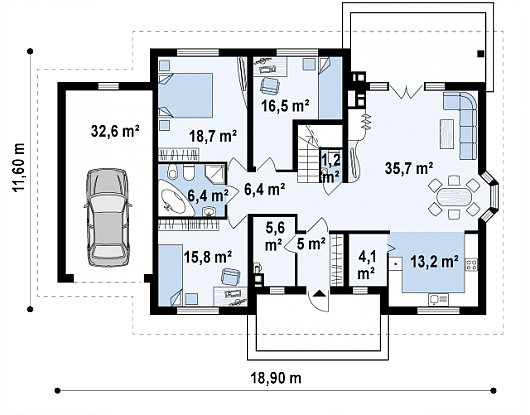 16,5 m²
32,6 m²
18,7 m²
1,2
m²
35,7 m²
6,4 m²
6,4 m²
5,6
m²
5 m²
15,8 m²
4,1
m²
13,2 m²
11,60 m
18,90 m